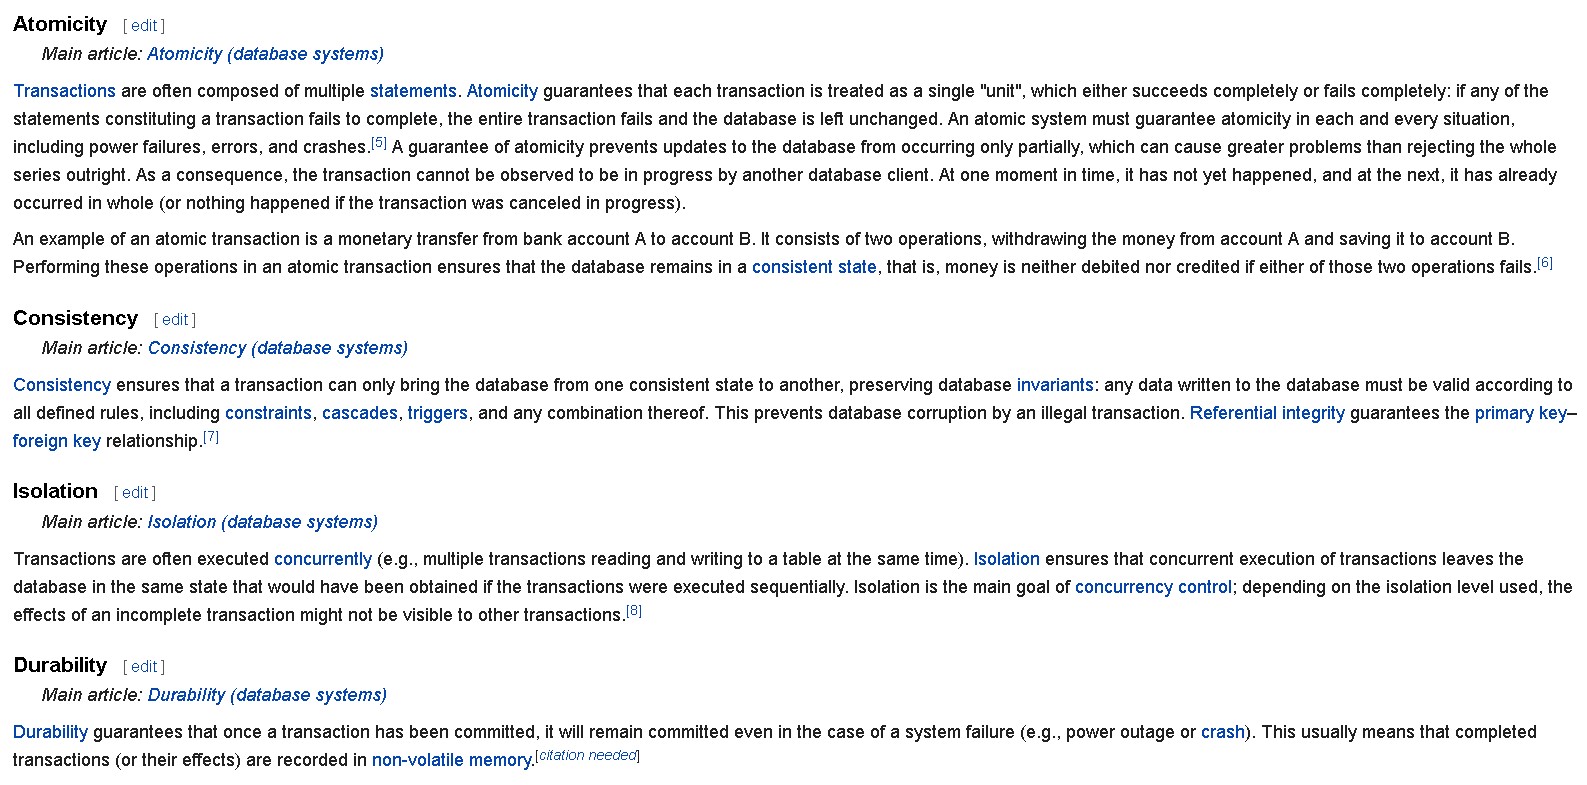 Atomicity [ edit ]
Main article: Atomicity (database systems)
Transactions are often composed of multiple statements. Atomicity guarantees that each transaction is treated as a single "unit", which either succeeds completely or fails completely: if any of the
statements constituting a transaction fails to complete, the entire transaction fails and the database is left unchanged. An atomic system must guarantee atomicity in each and every situation,
including power failures, errors, and crashes.[5] A guarantee of atomicity prevents updates to the database from occurring only partially, which can cause greater problems than rejecting the whole
series outright. As a consequence, the transaction cannot be observed to be in progress by another database client. At one moment in time, it has not yet happened, and at the next, it has already
occurred in whole (or nothing happened if the transaction was canceled in progress).
An example of an atomic transaction is a monetary transfer from bank account A to account B. It consists of two operations, withdrawing the money from account A and saving it to account B.
Performing these operations in an atomic transaction ensures that the database remains in a consistent state, that is, money is neither debited nor credited if either of those two operations fails.[6]
Consistency [ edit ]
Main article: Consistency (database systems)
Consistency ensures that a transaction can only bring the database from one consistent state to another, preserving database invariants: any data written to the database must be valid according to
all defined rules, including constraints, cascades, triggers, and any combination thereof. This prevents database corruption by an illegal transaction. Referential integrity guarantees the primary key–
foreign key relationship.[7]
Isolation [ edit ]
Main article: Isolation (database systems)
Transactions are often executed concurrently (e.g., multiple transactions reading and writing to a table at the same time). Isolation ensures that concurrent execution of transactions leaves the
database in the same state that would have been obtained if the transactions were executed sequentially. Isolation is the main goal of concurrency control; depending on the isolation level used, the
effects of an incomplete transaction might not be visible to other transactions.[8]
Durability [ edit ]
Main article: Durability (database systems)
Durability guarantees that once a transaction has been committed, it will remain committed even in the case of a system failure (e.g., power outage or crash). This usually means that completed
transactions (or their effects) are recorded in non-volatile memory.[citation needed]